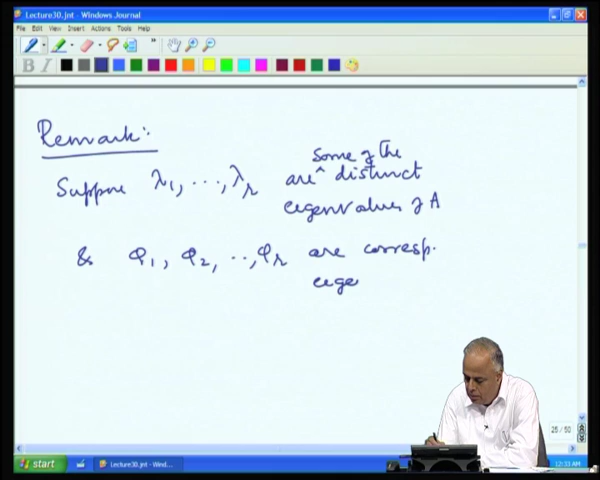 Lecture30.jnt - Windows Journal
File Edit View Insert Actions Tools Help
B I
Remark:
some of the
Suppose λ1, ..., λr are ^ distinct
eigenvalues of A
& φ1, φ2, .., φr are corresp.
eige
25 / 50
start
Lecture30.jnt - Wind...
12:33 AM